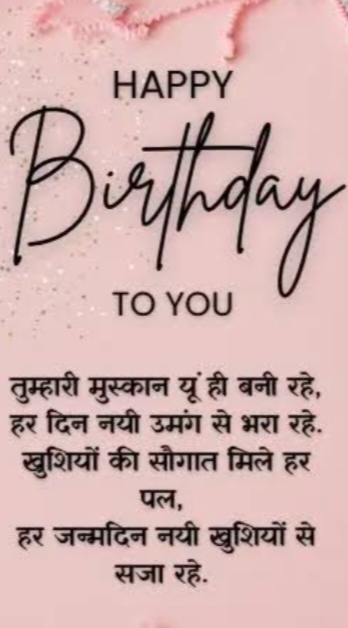 HAPPY
Birthday
TO YOU
तुम्हारी मुस्कान यूं ही बनी रहे,
हर दिन नयी उमंग से भरा रहे.
खुशियों की सौगात मिले हर
पल,
हर जन्मदिन नयी खुशियों से
सजा रहे.